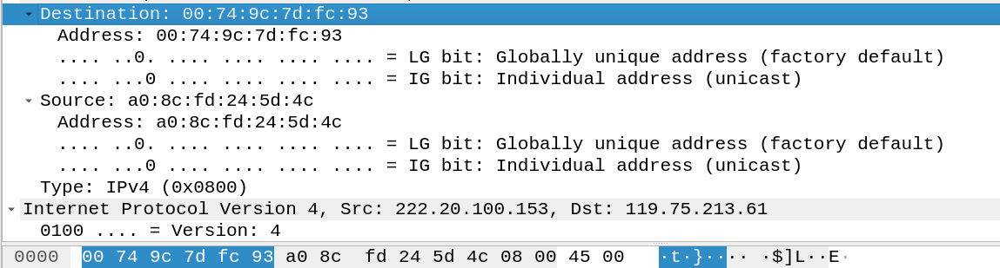 Destination: 00:74:9c:7d:fc:93
Address: 00:74:9c:7d:fc:93
.... ..0. .... .... .... .... = LG bit: Globally unique address (factory default)
.... ...0 .... .... .... .... = IG bit: Individual address (unicast)
Source: a0:8c:fd:24:5d:4c
Address: a0:8c:fd:24:5d:4c
.... ..0. .... .... .... .... = LG bit: Globally unique address (factory default)
.... ...0 .... .... .... .... = IG bit: Individual address (unicast)
Type: IPv4 (0x0800)
Internet Protocol Version 4, Src: 222.20.100.153, Dst: 119.75.213.61
0100 .... = Version: 4
0000 00 74 9c 7d fc 93 a0 8c fd 24 5d 4c 08 00 45 00 ·t·}···· ·$]L··E·